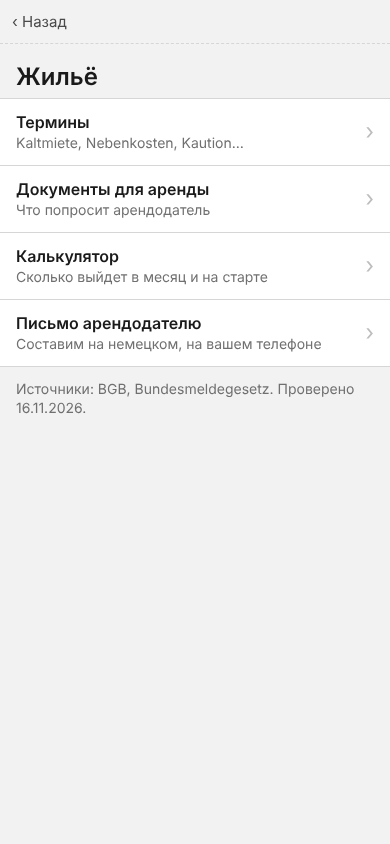 ‹ Назад
Жильё
Термины
Kaltmiete, Nebenkosten, Kaution…
Документы для аренды
Что попросит арендодатель
Калькулятор
Сколько выйдет в месяц и на старте
Письмо арендодателю
Составим на немецком, на вашем телефоне
Источники: BGB, Bundesmeldegesetz. Проверено
16.11.2026.